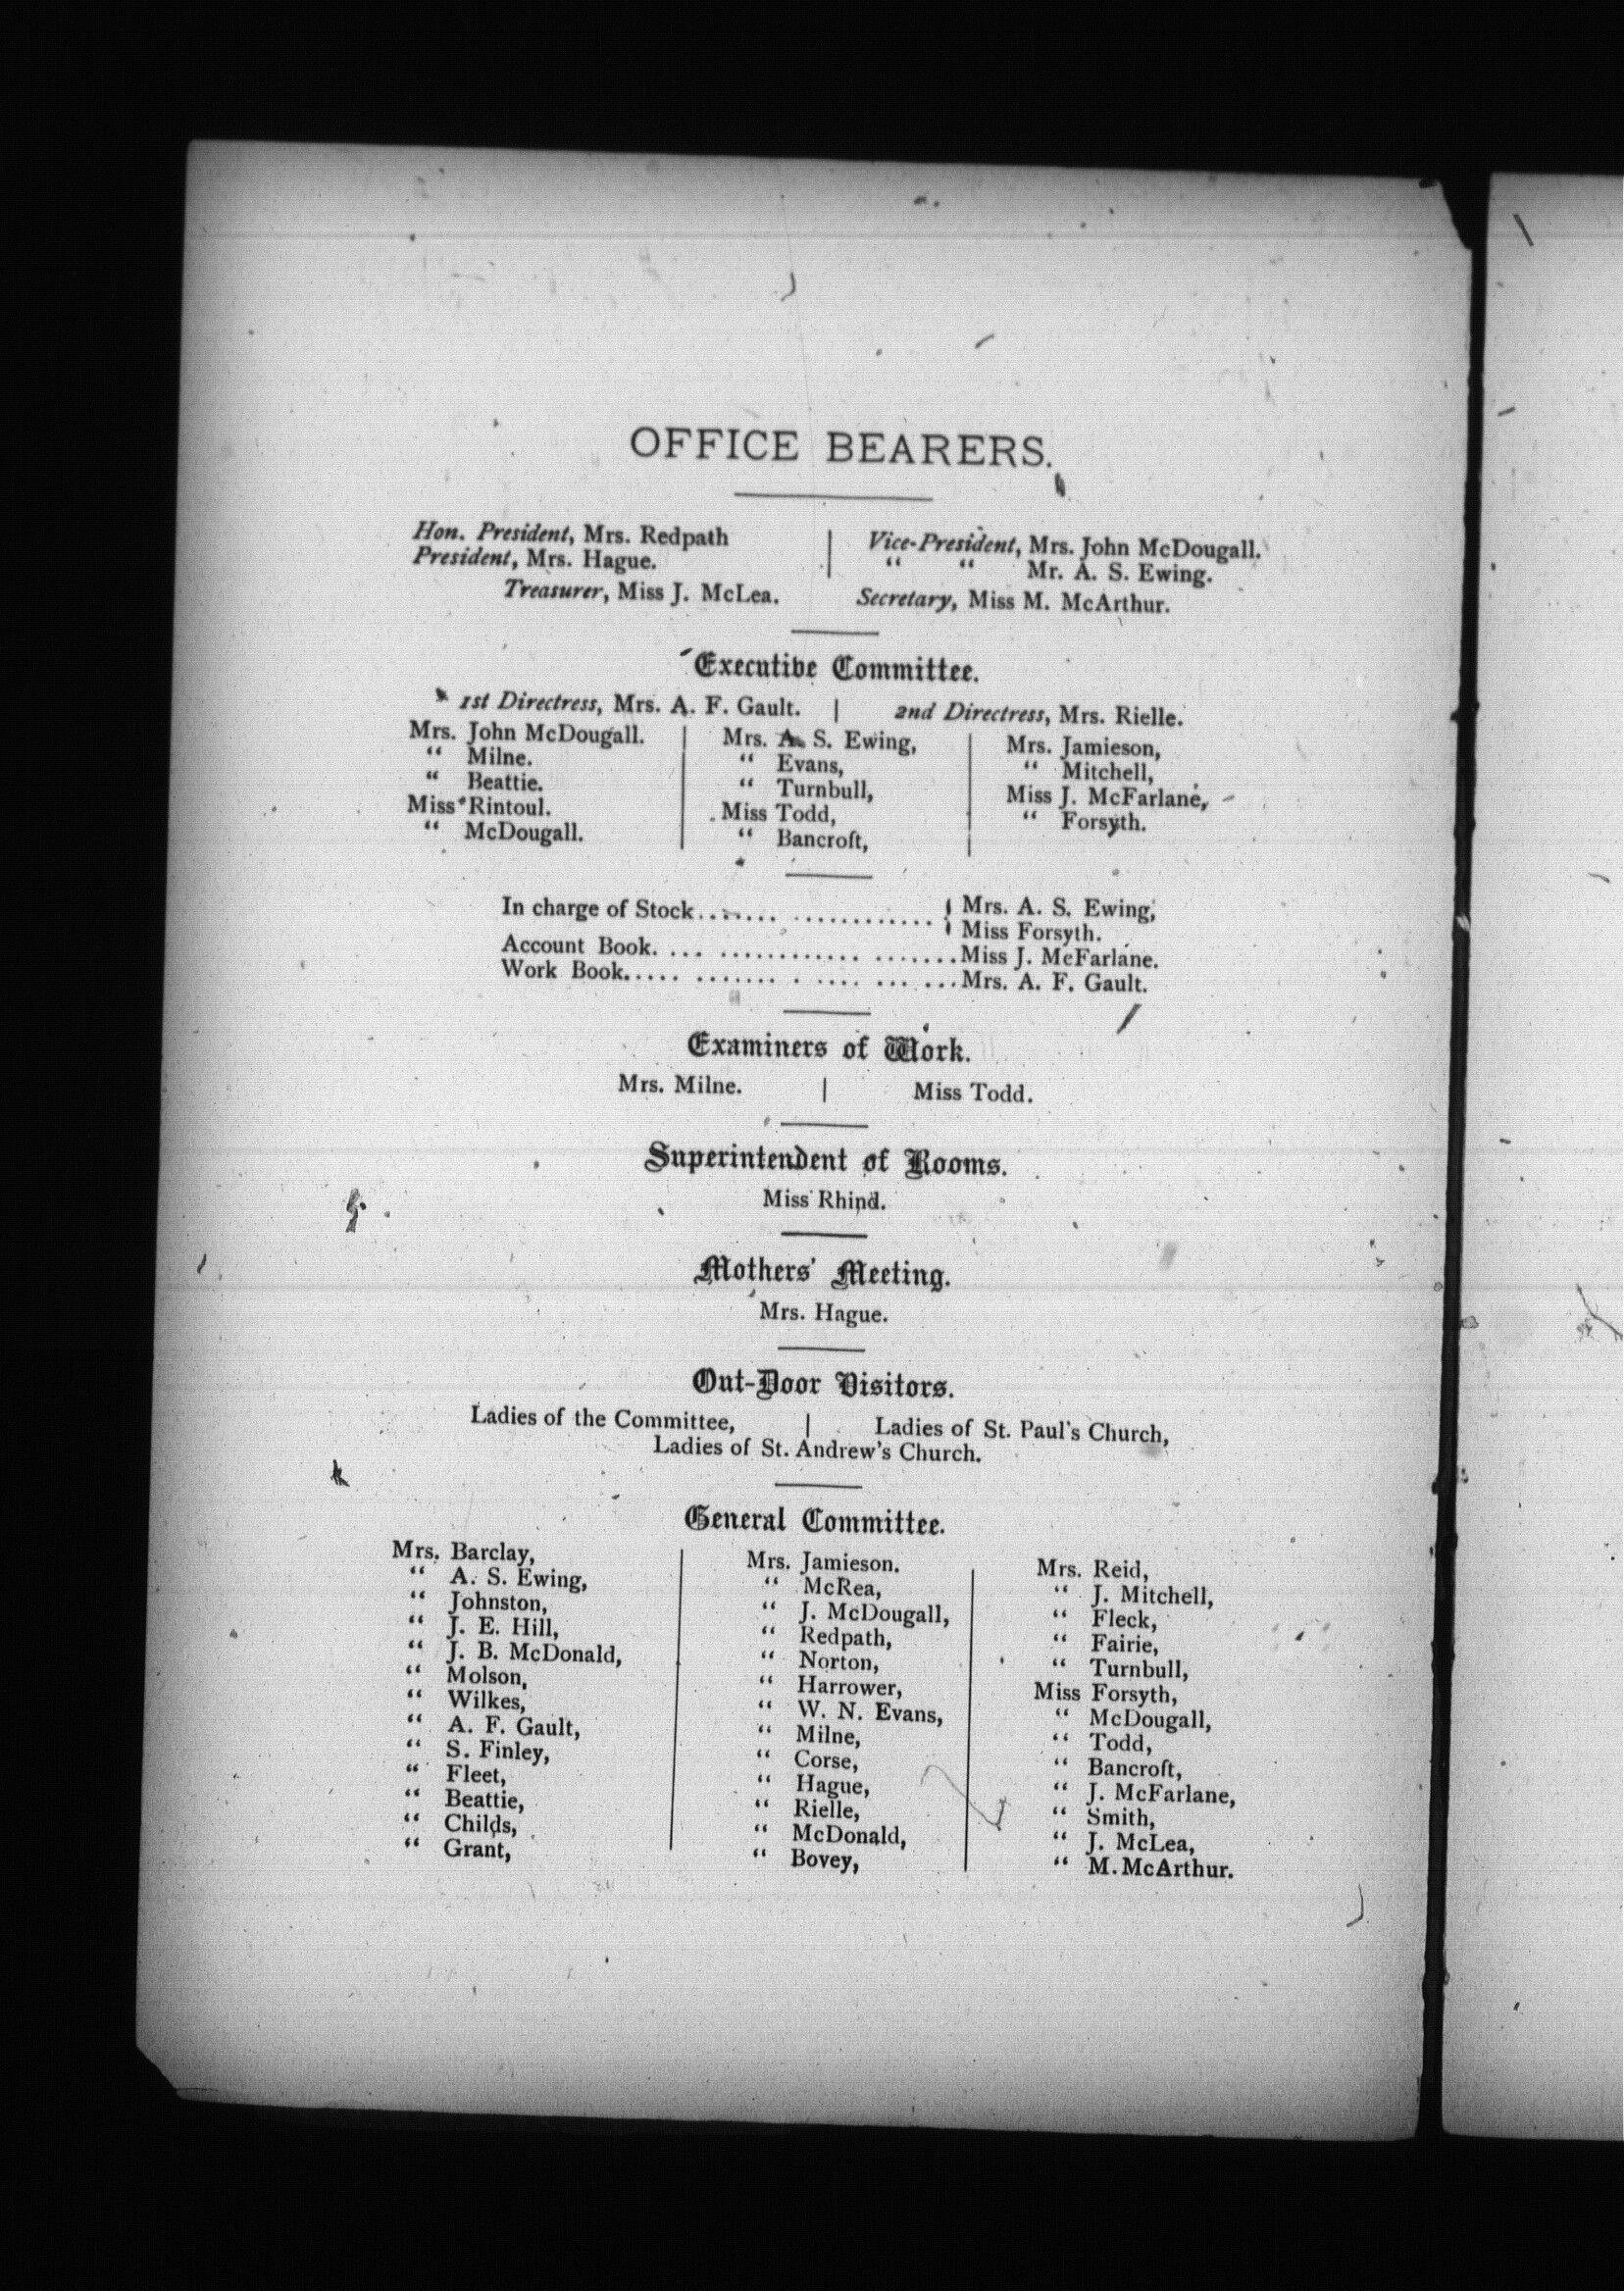 OFFICE BEARERS.
Hon. President, Mrs. Redpath
President, Mrs. Hague.
Vice-President, Mrs. John McDougall.
“ “ Mr. A. S. Ewing.
Treasurer, Miss J. McLea.
Secretary, Miss M. McArthur.
Executive Committee.
1st Directress, Mrs. A. F. Gault.
2nd Directress, Mrs. Rielle.
Mrs. John McDougall.
“ Milne.
“ Beattie.
Miss Rintoul.
“ McDougall.
Mrs. A. S. Ewing,
“ Evans,
“ Turnbull,
Miss Todd,
“ Bancroft,
Mrs. Jamieson,
“ Mitchell,
Miss J. McFarlane,
“ Forsyth.
In charge of Stock....... ............ { Mrs. A. S. Ewing,
Miss Forsyth.
Account Book. ... ............ .......Miss J. McFarlane.
Work Book..... ....... . .... ... ...Mrs. A. F. Gault.
Examiners of Work.
Mrs. Milne. | Miss Todd.
Superintendent of Rooms.
Miss Rhind.
Mothers' Meeting.
Mrs. Hague.
Out-Door Visitors.
Ladies of the Committee, | Ladies of St. Paul's Church,
Ladies of St. Andrew's Church.
General Committee.
Mrs. Barclay,
“ A. S. Ewing,
“ Johnston,
“ J. E. Hill,
“ J. B. McDonald,
“ Molson,
“ Wilkes,
“ A. F. Gault,
“ S. Finley,
“ Fleet,
“ Beattie,
“ Childs,
“ Grant,
Mrs. Jamieson.
“ McRea,
“ J. McDougall,
“ Redpath,
“ Norton,
“ Harrower,
“ W. N. Evans,
“ Milne,
“ Corse,
“ Hague,
“ Rielle,
“ McDonald,
“ Bovey,
Mrs. Reid,
“ J. Mitchell,
“ Fleck,
“ Fairie,
“ Turnbull,
Miss Forsyth,
“ McDougall,
“ Todd,
“ Bancroft,
“ J. McFarlane,
“ Smith,
“ J. McLea,
“ M. McArthur.